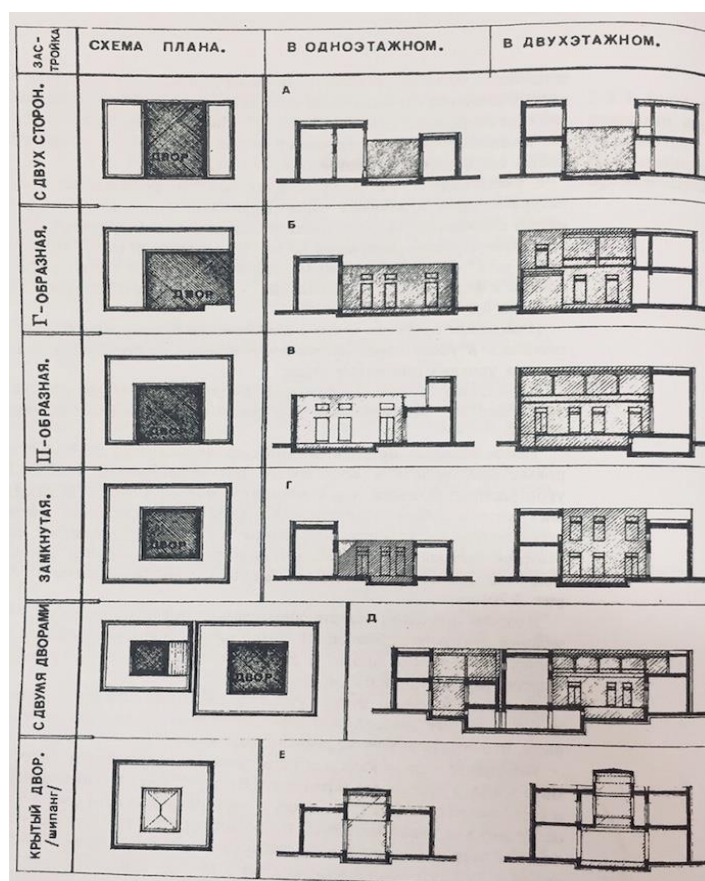 ЗАС-
ТРОЙКА
СХЕМА ПЛАНА.
В ОДНОЭТАЖНОМ.
В ДВУХЭТАЖНОМ.
С ДВУХ СТОРОН.
ДВОР
А
Г-ОБРАЗНАЯ.
ДВОР
Б
П-ОБРАЗНАЯ.
ДВОР
В
ЗАМКНУТАЯ.
ДВОР
Г
С ДВУМЯ ДВОРАМИ
ДВОР
Д
КРЫТЫЙ ДВОР.
/шипанг/
Е